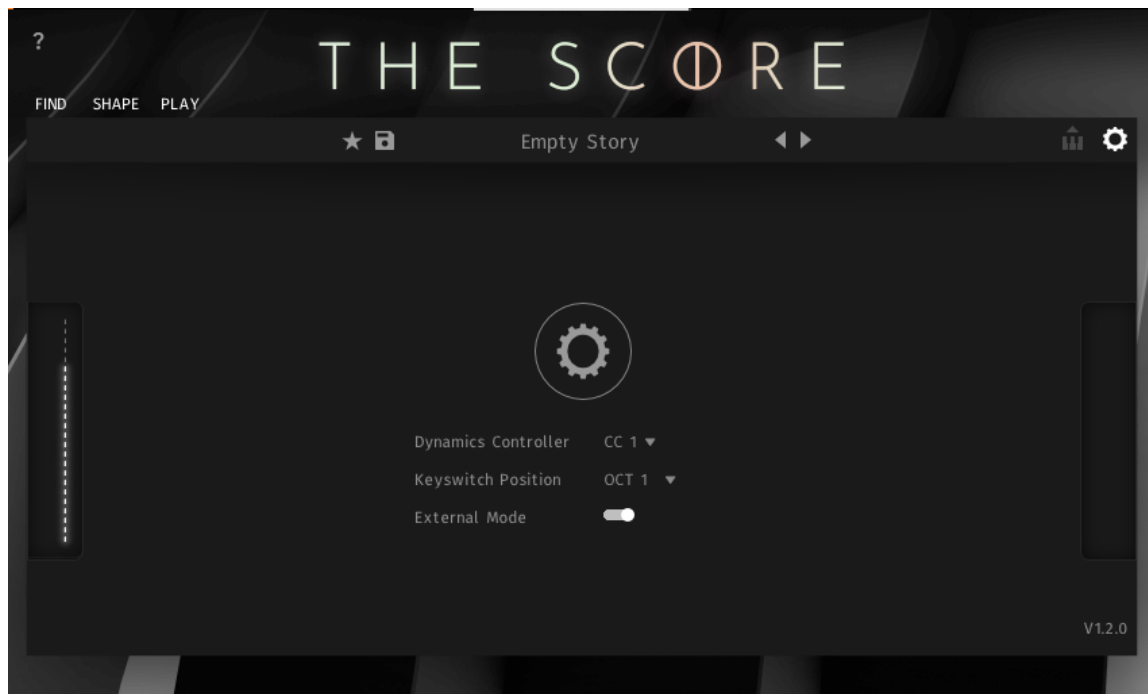 ?
THE SCORE
FIND SHAPE PLAY
Empty Story
Dynamics Controller CC 1
Keyswitch Position OCT 1
External Mode
V1.2.0